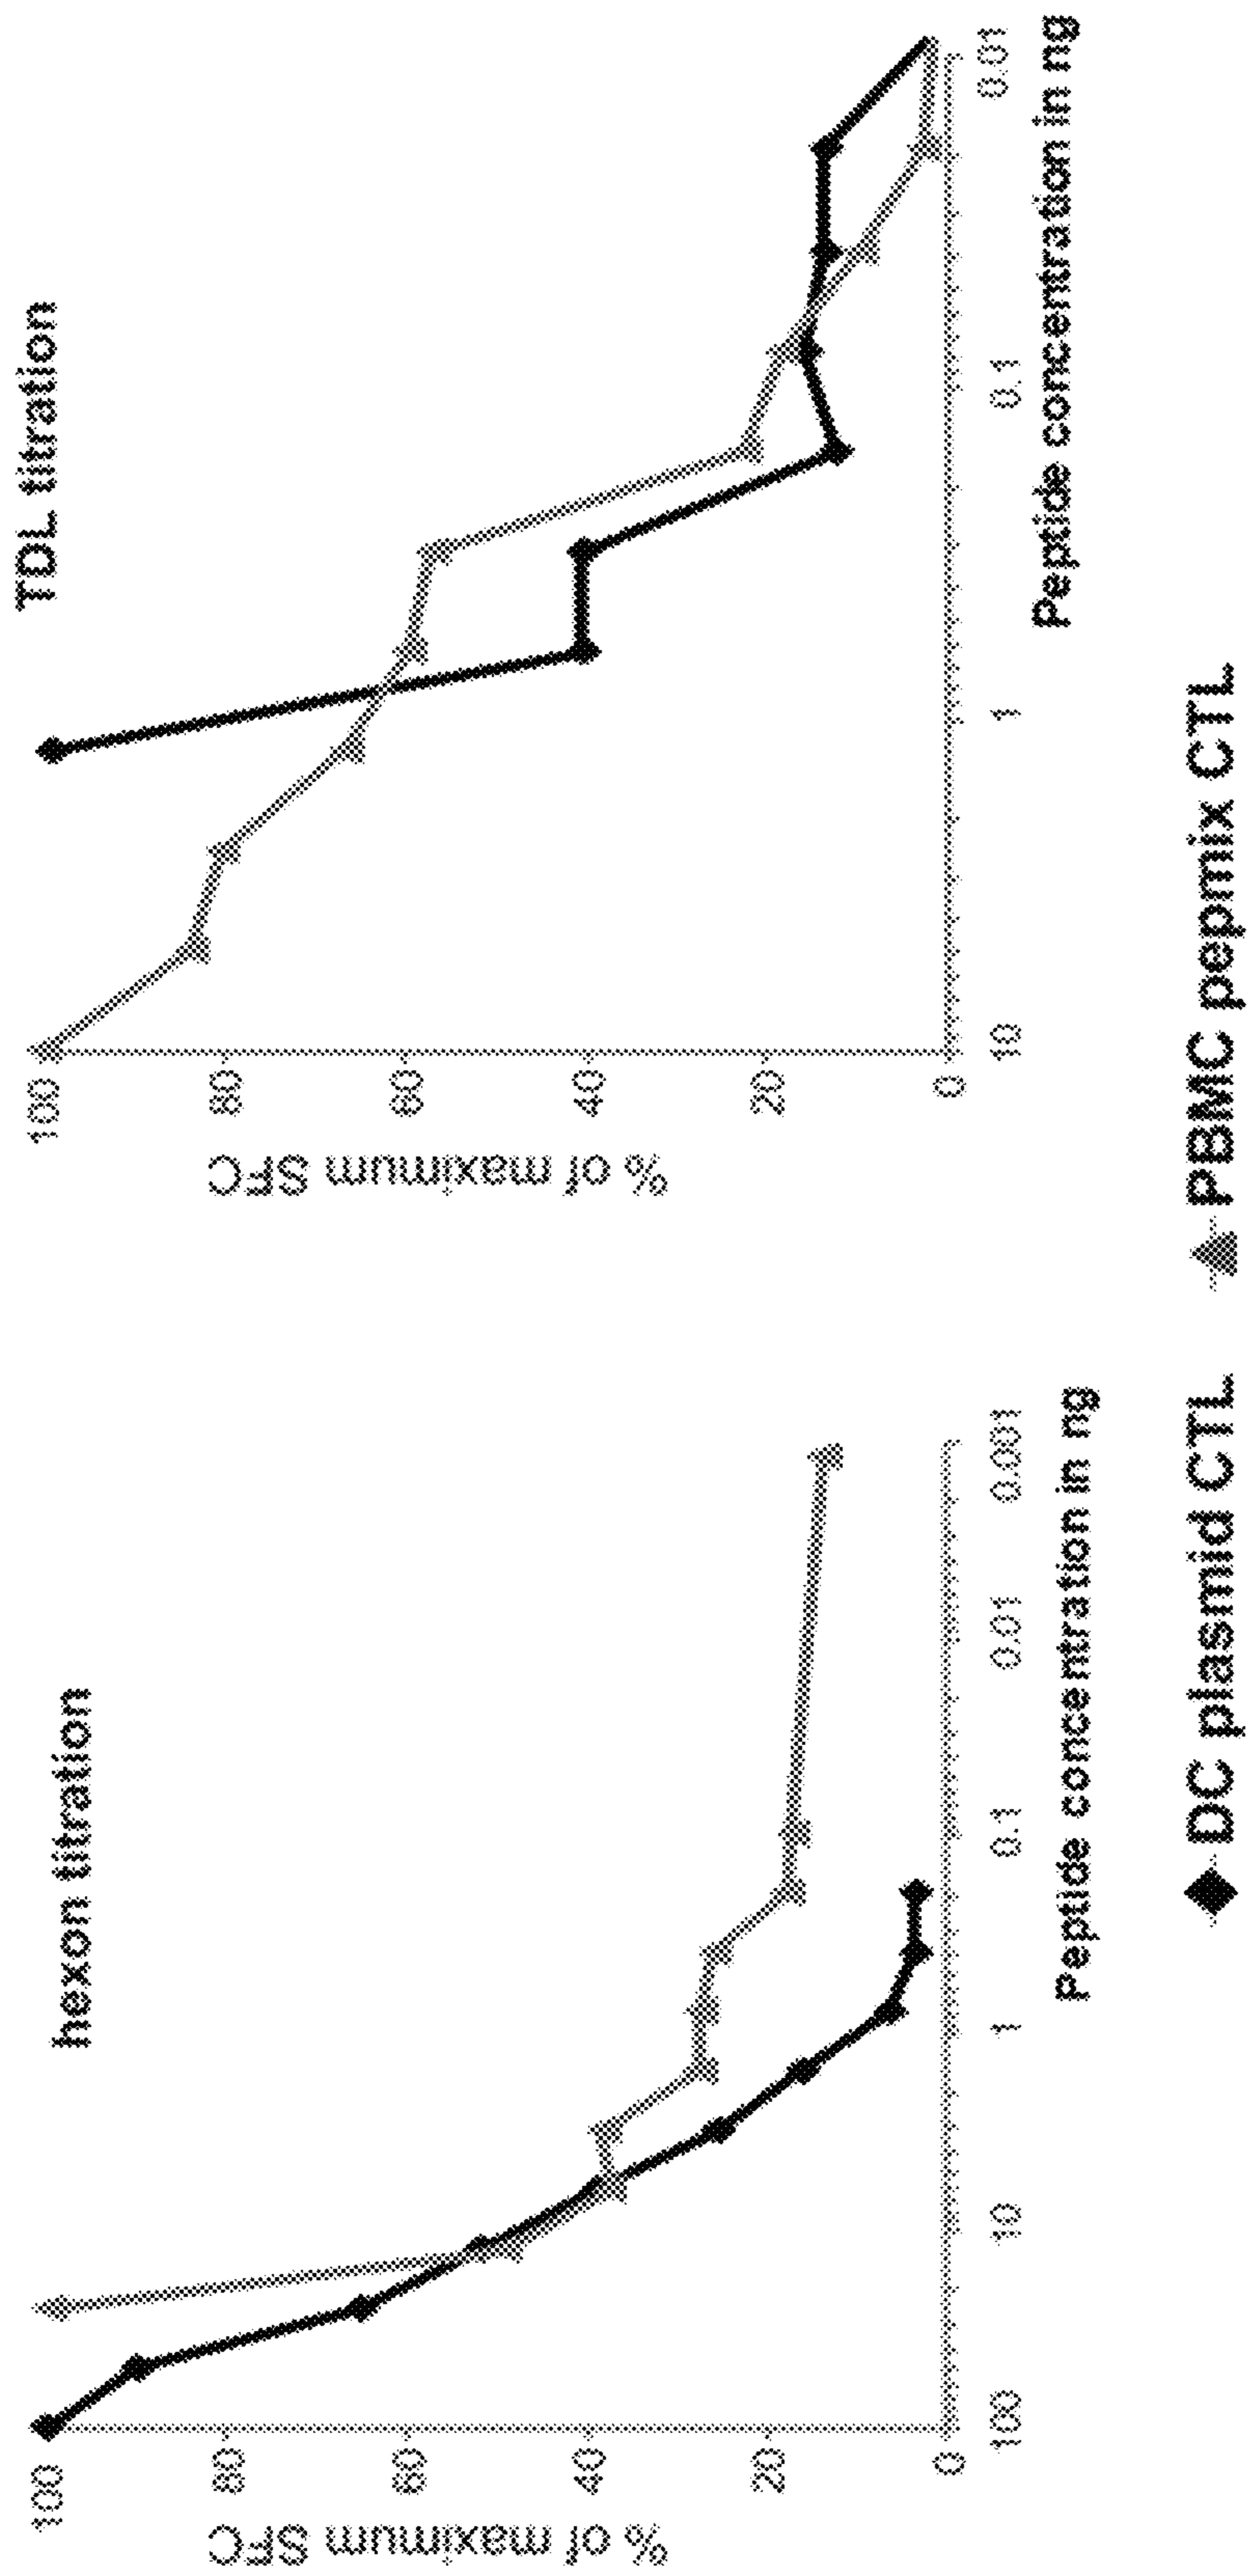 hexon titration
% of maximum SFC
100
80
60
40
20
0
100
10
1
0.1
0.01
0.001
Peptide concentration in ng
TDL titration
% of maximum SFC
100
80
60
40
20
0
10
1
0.1
0.01
Peptide concentration in ng
DC plasmid CTL
PBMC pepmix CTL